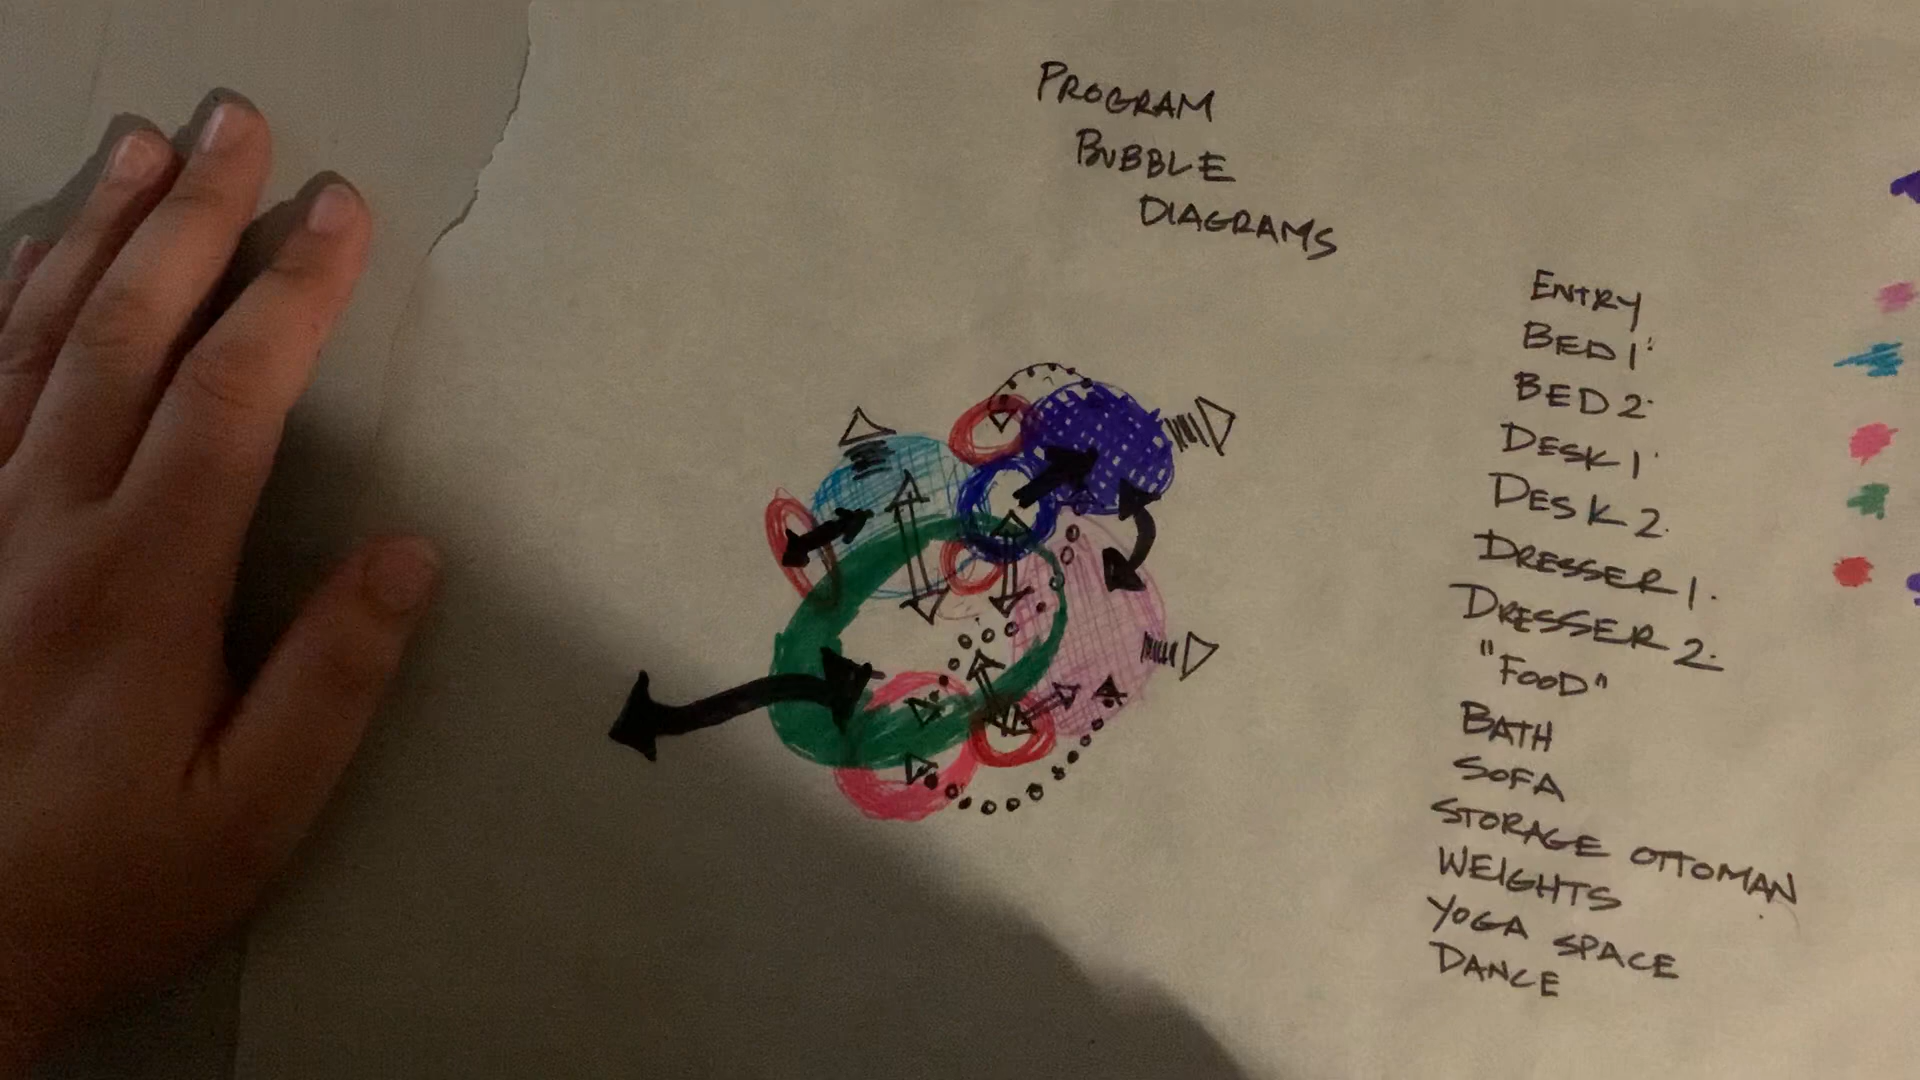 PROGRAM
BUBBLE
DIAGRAMS
ENTRY
BED 1
BED 2
DESK 1
DESK 2
DRESSER 1
DRESSER 2
"FOOD"
BATH
SOFA
STORAGE OTTOMAN
WEIGHTS
YOGA SPACE
DANCE